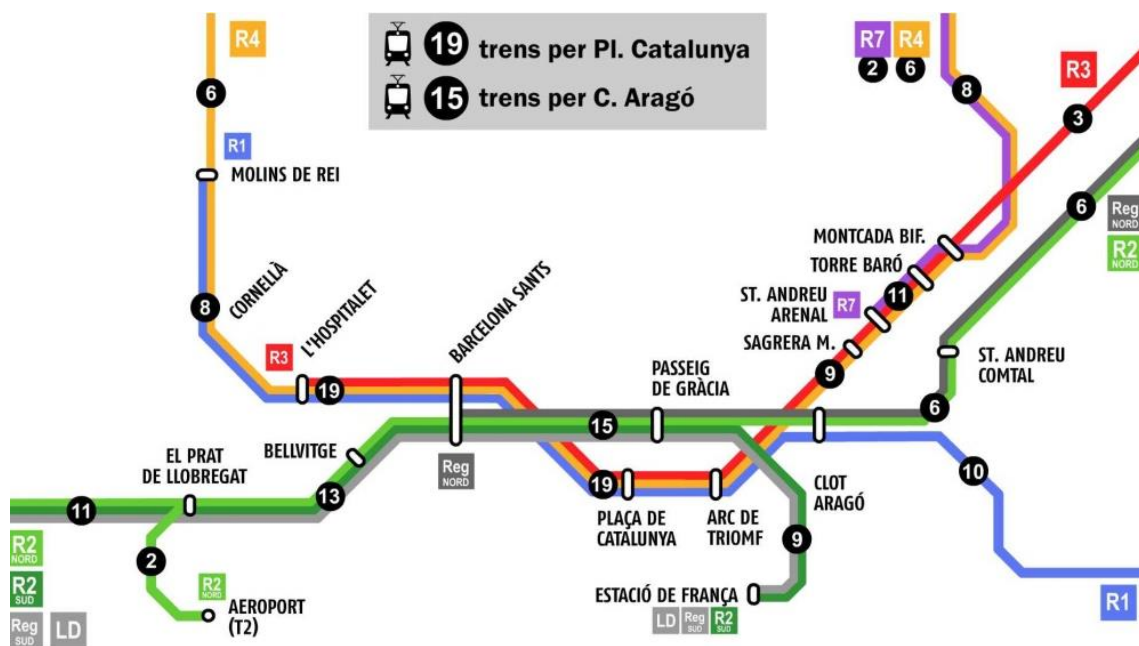 R4
19 trens per Pl. Catalunya
15 trens per C. Aragó
R7 R4
2 6
8
R3
3
6
R1
MOLINS DE REI
6
Reg
NORD
R2
NORD
MONTCADA BIF.
TORRE BARÓ
11
ST. ANDREU
ARENAL
R7
SAGRERA M.
CORNELLÀ
8
L'HOSPITALET
R3
19
BARCELONA SANTS
9
ST. ANDREU
COMTAL
PASSEIG
DE GRÀCIA
15
6
BELLVITGE
Reg
NORD
EL PRAT
DE LLOBREGAT
13
11
19
PLAÇA DE
CATALUNYA
ARC DE
TRIOMF
CLOT
ARAGÓ
10
9
R2
NORD
2
R2
SUD
R2
NORD
AEROPORT
(T2)
ESTACIÓ DE FRANÇA
LD Reg
SUD
R2
SUD
R1
Reg
SUD
LD